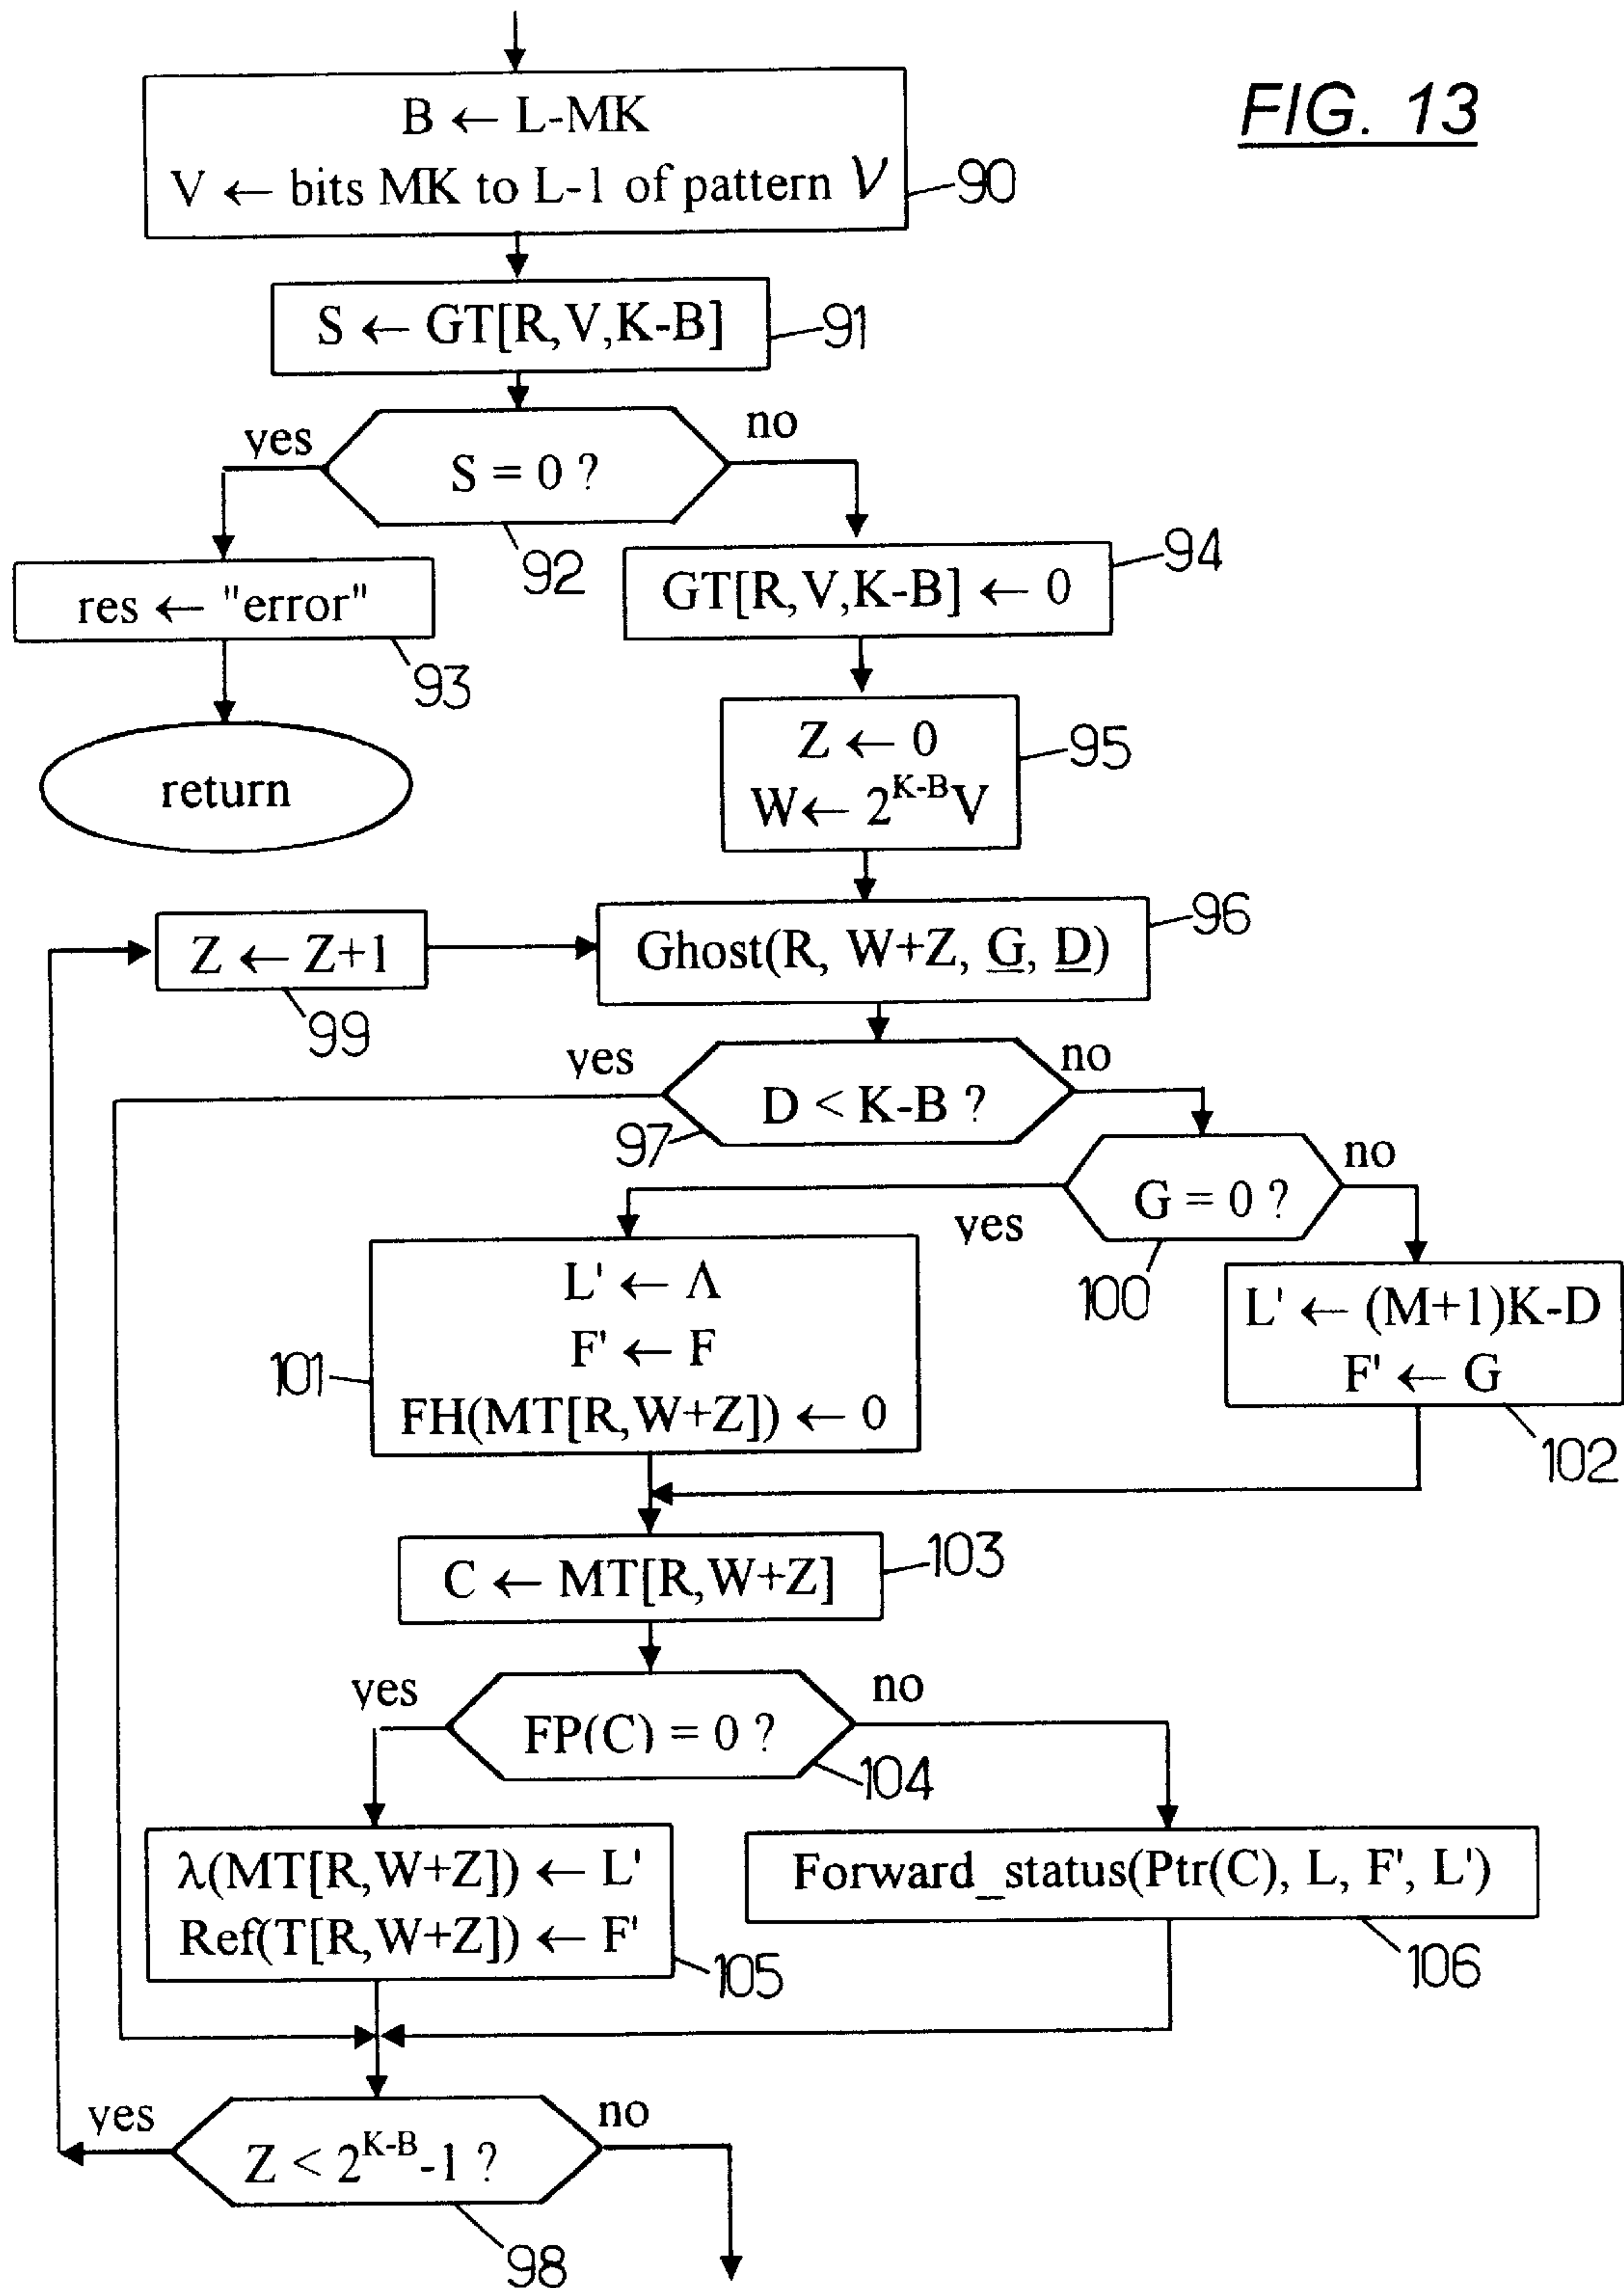 FIG. 13
B ← L-MK
V ← bits MK to L-1 of pattern V
90
S ← GT[R,V,K-B]
91
yes
no
S = 0 ?
92
res ← "error"
93
return
94
GT[R,V,K-B] ← 0
Z ← 0
W ← 2^{K-B}V
95
Z ← Z+1
99
Ghost(R, W+Z, G, D)
96
yes
no
D < K-B ?
97
no
G = 0 ?
yes
100
L' ← Λ
F' ← F
FH(MT[R,W+Z]) ← 0
101
L' ← (M+1)K-D
F' ← G
102
C ← MT[R,W+Z]
103
yes
no
FP(C) = 0 ?
104
λ(MT[R,W+Z]) ← L'
Ref(T[R,W+Z]) ← F'
105
Forward_status(Ptr(C), L, F', L')
106
yes
no
Z < 2^{K-B}-1 ?
98